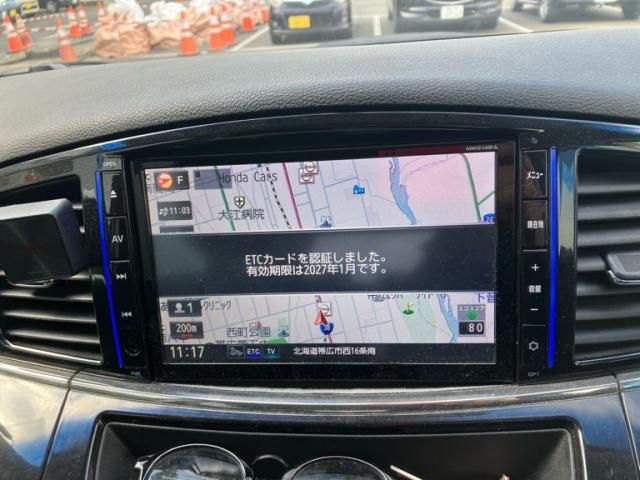 OPEN
AV
メニュー
現在地
+
音量
-
OPT
F
Honda Cars
大江病院
11:03
ETCカードを認証しました。
有効期限は2027年1月です。
1
クリニック
200m
西町公園
80
11:17 ETC TV 北海道帯広市西16条南